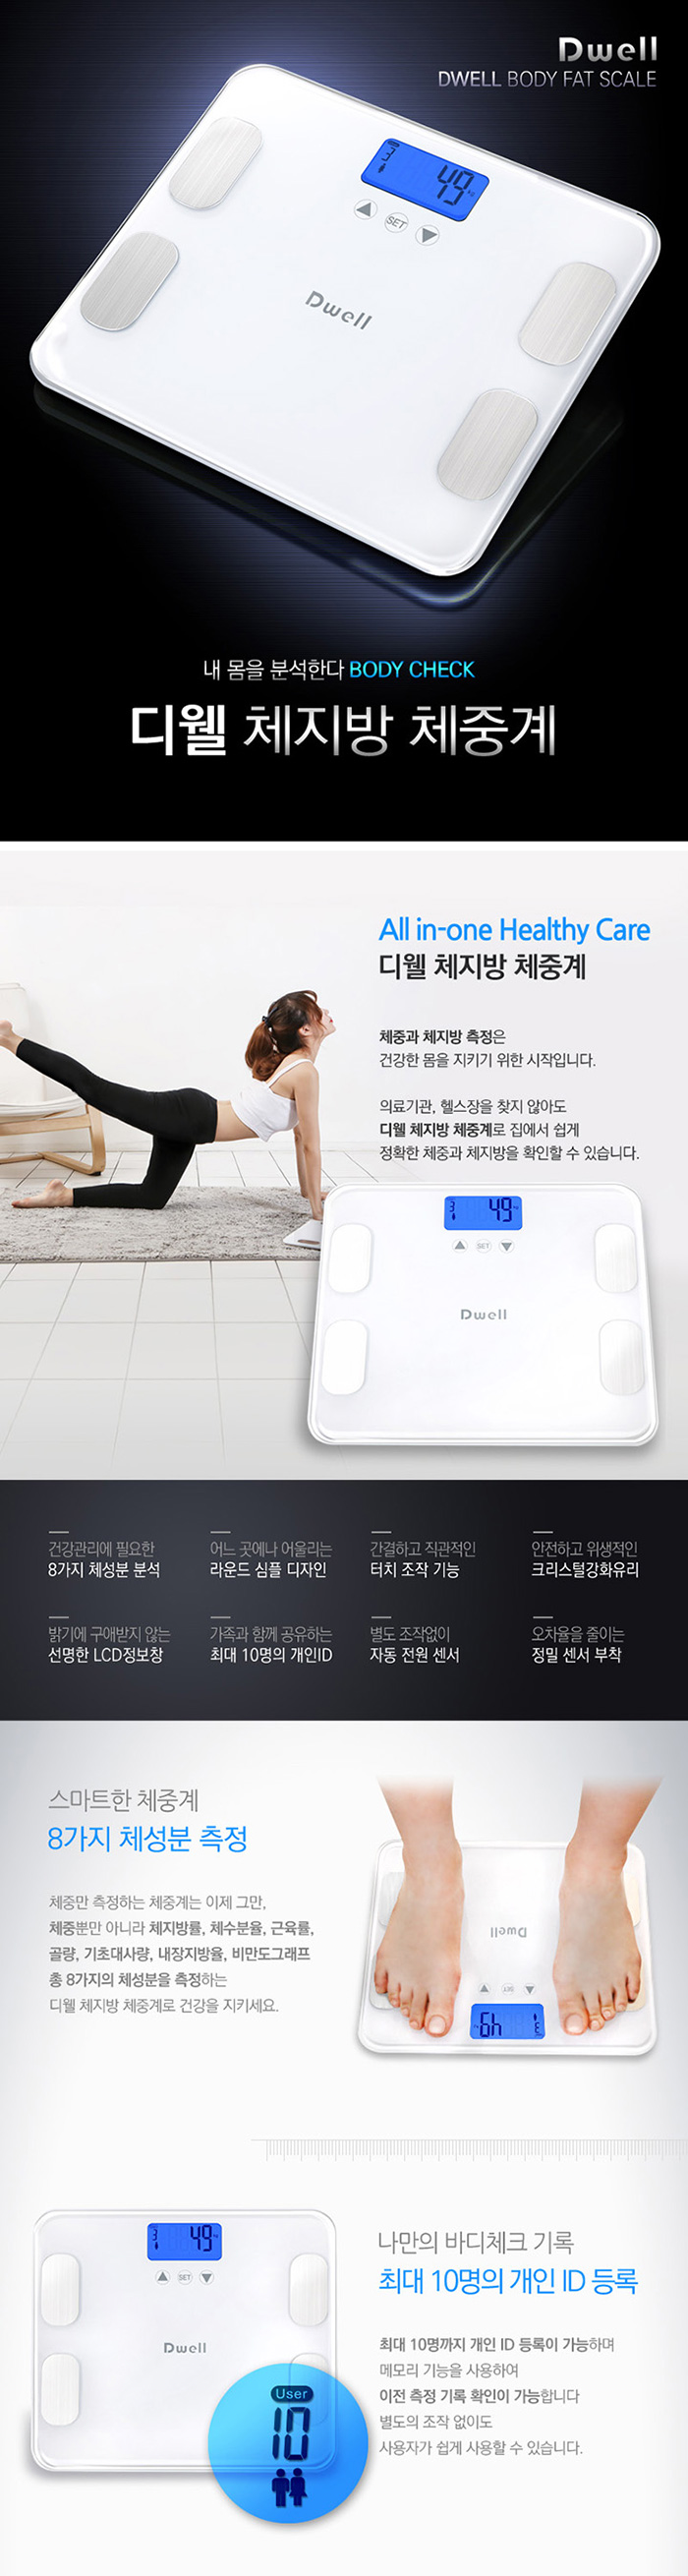 Dwell
DWELL BODY FAT SCALE
3
49
SET
Dwell
내 몸을 분석한다 BODY CHECK
디웰 체지방 체중계
All in-one Healthy Care
디웰 체지방 체중계
체중과 체지방 측정은
건강한 몸을 지키기 위한 시작입니다.
의료기관, 헬스장을 찾지 않아도
디웰 체지방 체중계로 집에서 쉽게
정확한 체중과 체지방을 확인할 수 있습니다.
3
49
SET
Dwell
건강관리에 필요한
8가지 체성분 분석
어느 곳에나 어울리는
라운드 심플 디자인
간결하고 직관적인
터치 조작 기능
안전하고 위생적인
크리스털강화유리
밝기에 구애받지 않는
선명한 LCD정보창
가족과 함께 공유하는
최대 10명의 개인ID
별도 조작없이
자동 전원 센서
오차율을 줄이는
정밀 센서 부착
스마트한 체중계
8가지 체성분 측정
체중만 측정하는 체중계는 이제 그만,
체중뿐만 아니라 체지방률, 체수분율, 근육률,
골량, 기초대사량, 내장지방율, 비만도그래프
총 8가지의 체성분을 측정하는
디웰 체지방 체중계로 건강을 지키세요.
Dwell
SET
49
3
3
49
SET
Dwell
User
10
나만의 바디체크 기록
최대 10명의 개인 ID 등록
최대 10명까지 개인 ID 등록이 가능하며
메모리 기능을 사용하여
이전 측정 기록 확인이 가능합니다
별도의 조작 없이도
사용자가 쉽게 사용할 수 있습니다.